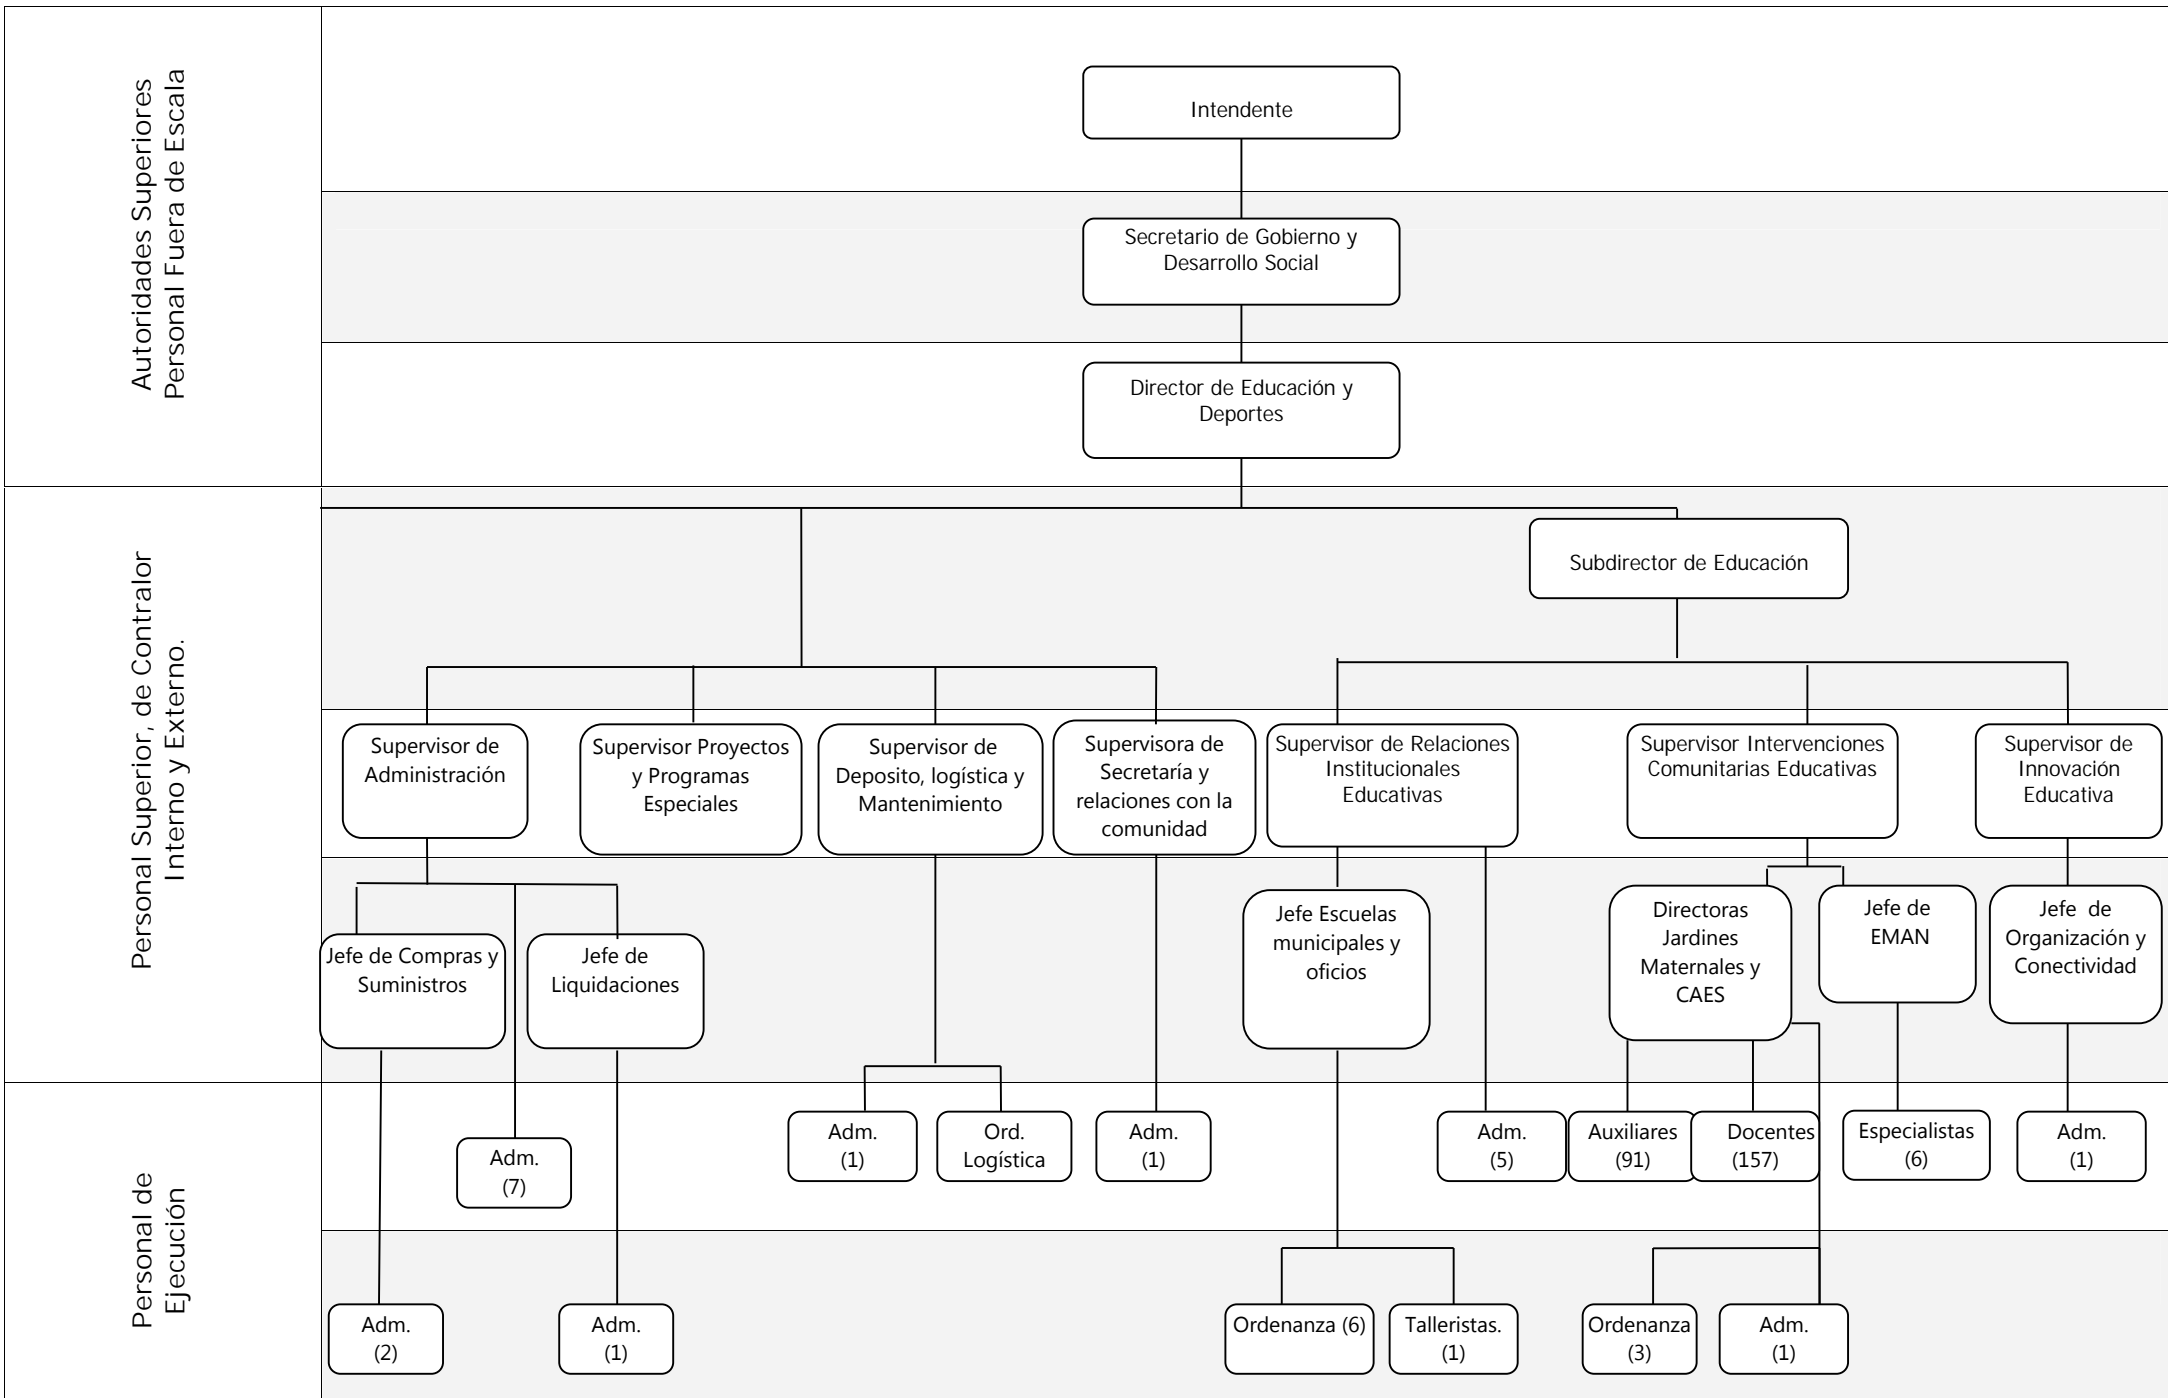 Autoridades Superiores
Personal Fuera de Escala
Intendente
Secretario de Gobierno y
Desarrollo Social
Director de Educación y
Deportes
Personal Superior, de Contralor
Interno y Externo.
Subdirector de Educación
Supervisor de
Administración
Supervisor Proyectos
y Programas
Especiales
Supervisor de
Deposito, logística y
Mantenimiento
Supervisora de
Secretaría y
relaciones con la
comunidad
Supervisor de Relaciones
Institucionales
Educativas
Supervisor Intervenciones
Comunitarias Educativas
Supervisor de
Innovación
Educativa
Jefe de Compras y
Suministros
Jefe de
Liquidaciones
Jefe Escuelas
municipales y
oficios
Directoras
Jardines
Maternales y
CAES
Jefe de
EMAN
Jefe  de
Organización y
Conectividad
Personal de
Ejecución
Adm.
(7)
Adm.
(1)
Ord.
Logística
Adm.
(1)
Adm.
(5)
Auxiliares
(91)
Docentes
(157)
Especialistas
(6)
Adm.
(1)
Adm.
(2)
Adm.
(1)
Ordenanza (6)
Talleristas.
(1)
Ordenanza
(3)
Adm.
(1)